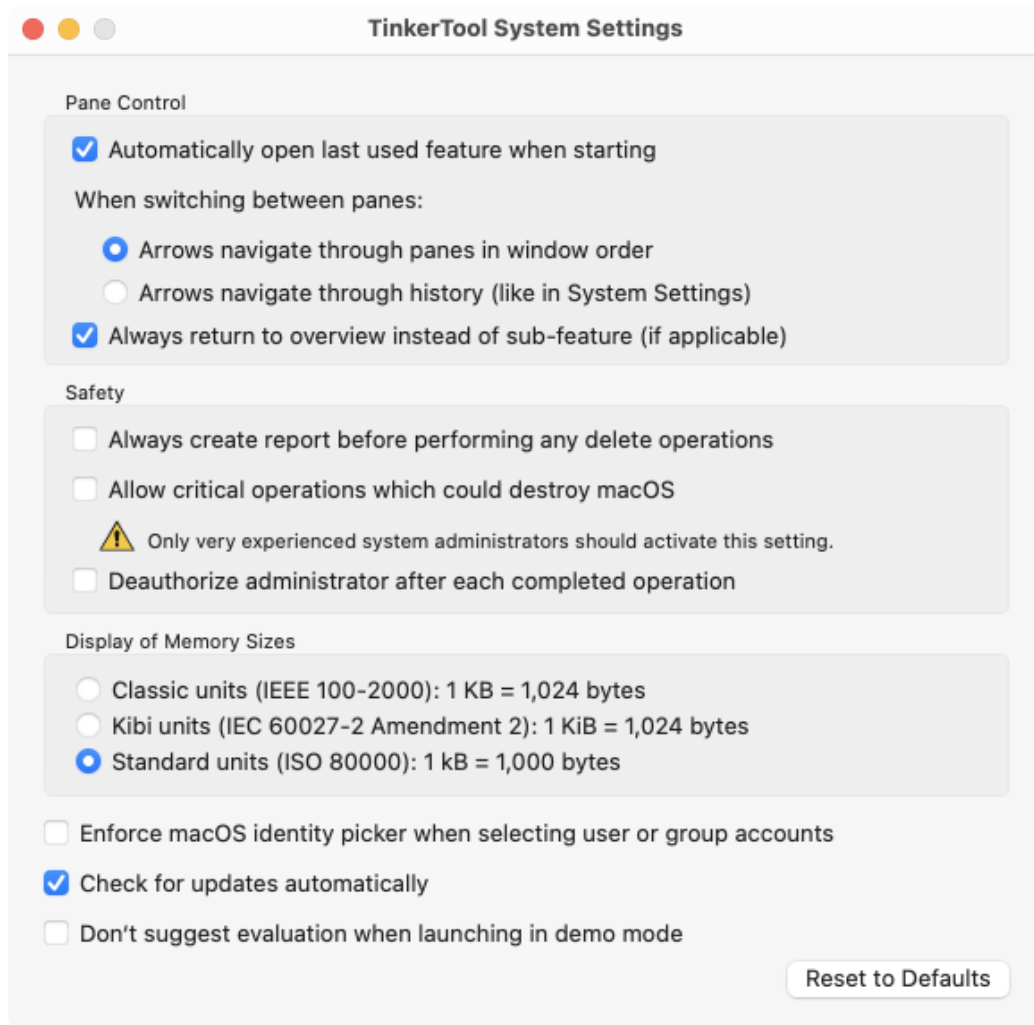 TinkerTool System Settings
Pane Control
Automatically open last used feature when starting
When switching between panes:
Arrows navigate through panes in window order
Arrows navigate through history (like in System Settings)
Always return to overview instead of sub-feature (if applicable)
Safety
Always create report before performing any delete operations
Allow critical operations which could destroy macOS
Only very experienced system administrators should activate this setting.
Deauthorize administrator after each completed operation
Display of Memory Sizes
Classic units (IEEE 100-2000): 1 KB = 1,024 bytes
Kibi units (IEC 60027-2 Amendment 2): 1 KiB = 1,024 bytes
Standard units (ISO 80000): 1 kB = 1,000 bytes
Enforce macOS identity picker when selecting user or group accounts
Check for updates automatically
Don’t suggest evaluation when launching in demo mode
Reset to Defaults